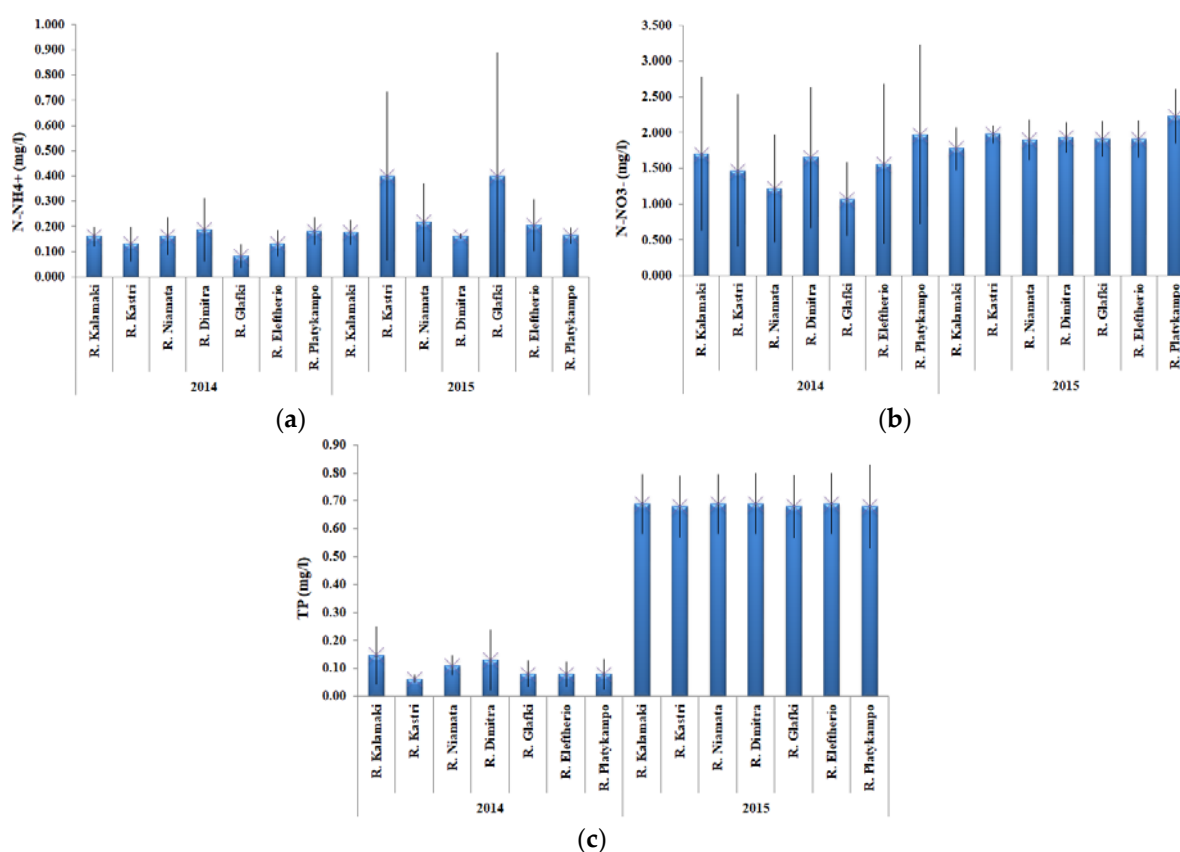 1.000
0.900
0.800
0.700
0.600
0.500
0.400
0.300
0.200
0.100
0.000
N-NH4+ (mg/l)
R. Kalamaki
R. Kastri
R. Niamata
R. Dimitra
R. Glafki
R. Eleftherio
R. Platykampo
R. Kalamaki
R. Kastri
R. Niamata
R. Dimitra
R. Glafki
R. Eleftherio
R. Platykampo
2014
2015
(a)
3.500
3.000
2.500
2.000
1.500
1.000
0.500
0.000
N-NO3- (mg/l)
R. Kalamaki
R. Kastri
R. Niamata
R. Dimitra
R. Glafki
R. Eleftherio
R. Platykampo
R. Kalamaki
R. Kastri
R. Niamata
R. Dimitra
R. Glafki
R. Eleftherio
R. Platykampo
2014
2015
(b)
0.90
0.80
0.70
0.60
0.50
0.40
0.30
0.20
0.10
0.00
TP (mg/l)
R. Kalamaki
R. Kastri
R. Niamata
R. Dimitra
R. Glafki
R. Eleftherio
R. Platykampo
R. Kalamaki
R. Kastri
R. Niamata
R. Dimitra
R. Glafki
R. Eleftherio
R. Platykampo
2014
2015
(c)